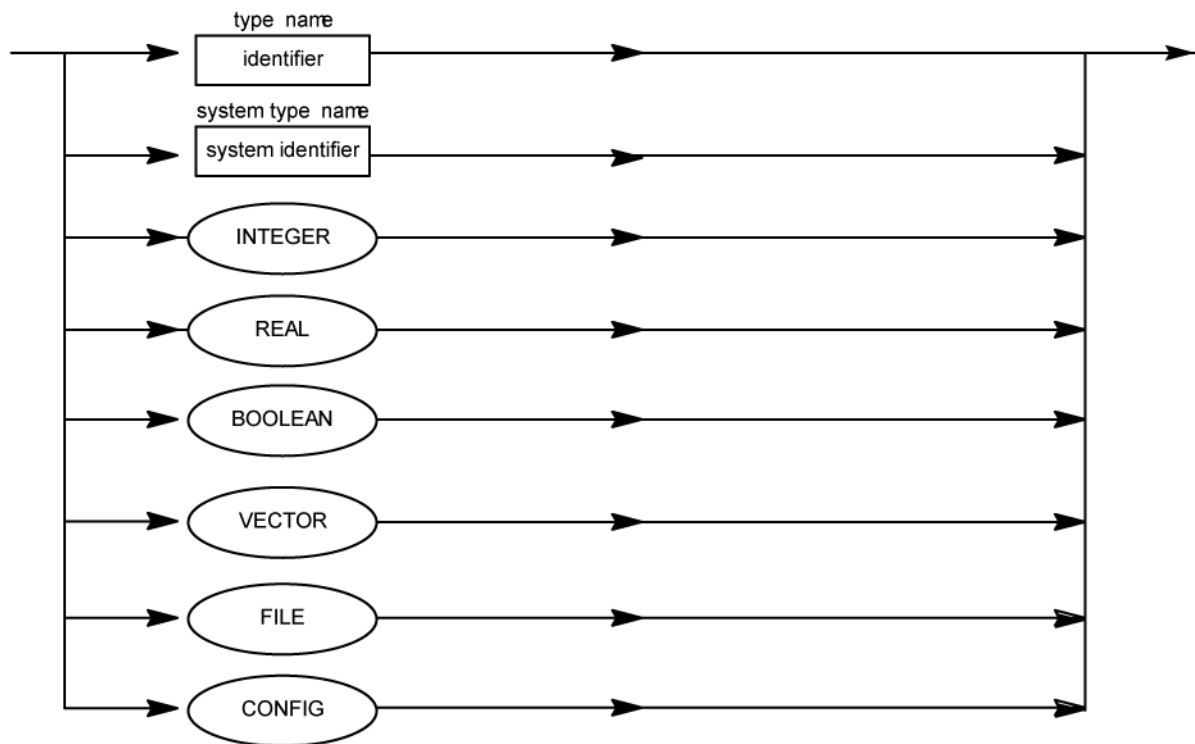 type name
identifier
system type name
system identifier
INTEGER
REAL
BOOLEAN
VECTOR
FILE
CONFIG